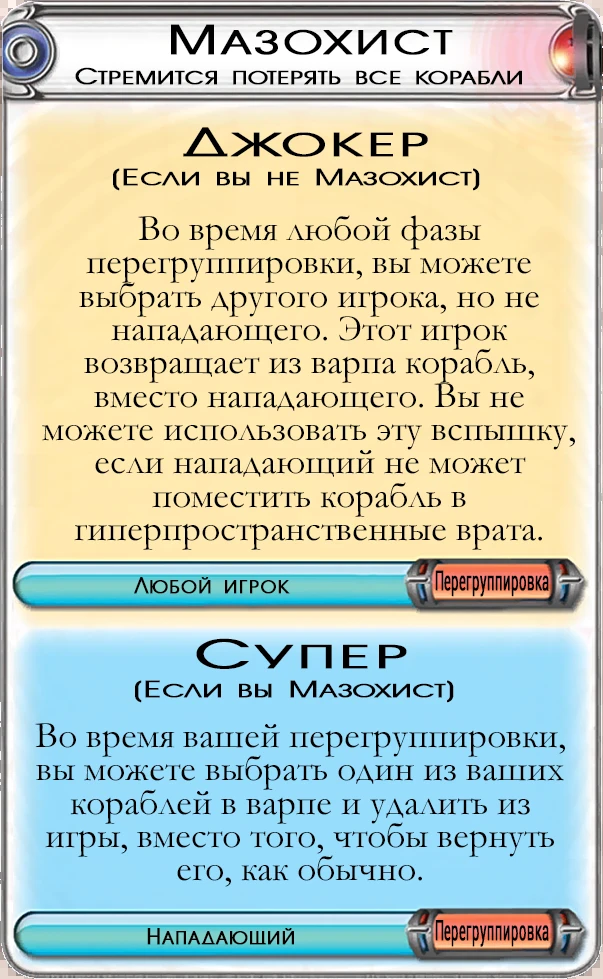 Мазохист
Стремится потерять все корабли
Джокер
(Если вы не Мазохист)
Во время любой фазы
перегруппировки, вы можете
выбрать другого игрока, но не
нападающего. Этот игрок
возвращает из варпа корабль,
вместо нападающего. Вы не
можете использовать эту вспышку,
если нападающий не может
поместить корабль в
гиперпространственные врата.
Любой игрок
Перегруппировка
Супер
(Если вы Мазохист)
Во время вашей перегруппировки,
вы можете выбрать один из ваших
кораблей в варпе и удалить из
игры, вместо того, чтобы вернуть
его, как обычно.
Нападающий
Перегруппировка